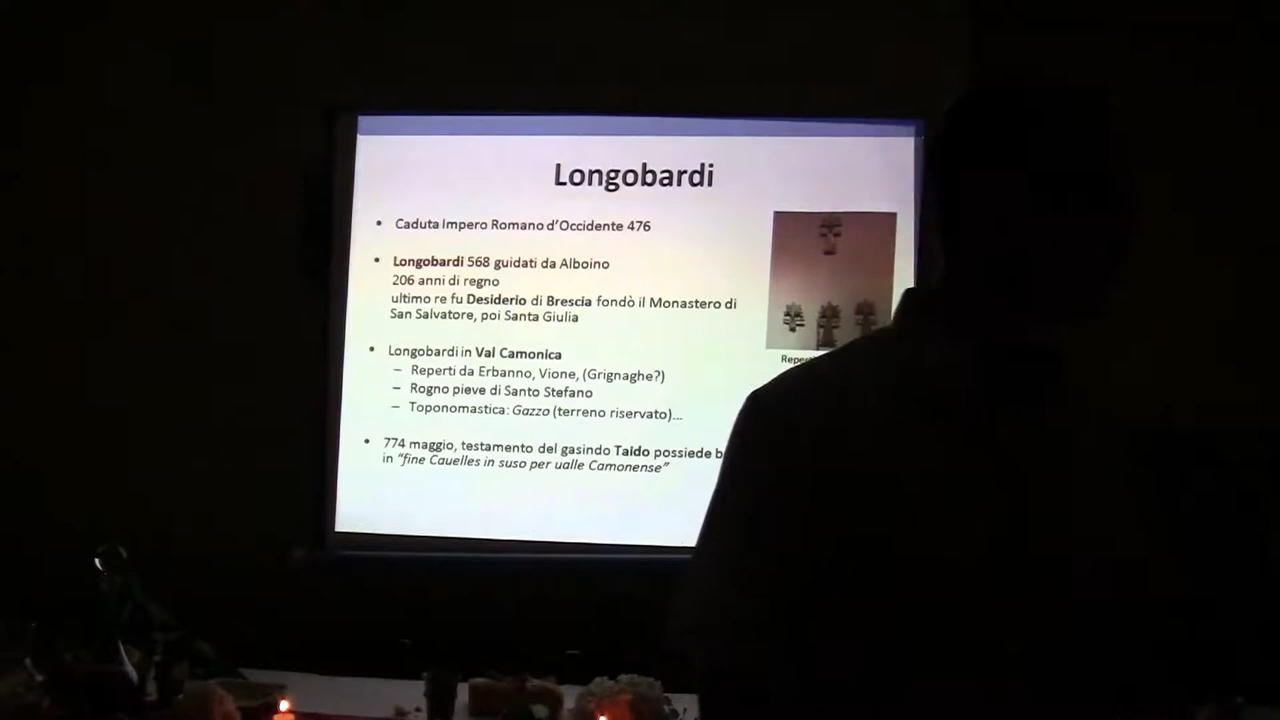 Longobardi
• Caduta Impero Romano d'Occidente 476
• Longobardi 568 guidati da Alboino
206 anni di regno
ultimo re fu Desiderio di Brescia fondò il Monastero di
San Salvatore, poi Santa Giulia
• Longobardi in Val Camonica
– Reperti da Erbanno, Vione, (Grignaghe?)
– Rogno pieve di Santo Stefano
– Toponomastica: Gazzo (terreno riservato)...
• 774 maggio, testamento del gasindo Taido possiede
in "fine Cauelles in suso per ualle Camonense"